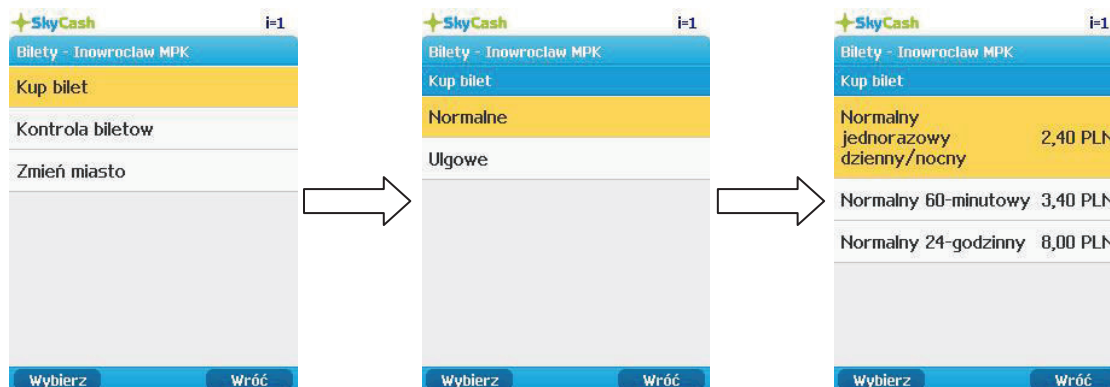 SkyCash i=1
Bilety - Inowroclaw MPK
Kup bilet
Kontrola biletow
Zmień miasto
Wybierz Wróć
SkyCash i=1
Bilety - Inowroclaw MPK
Kup bilet
Normalne
Ulgowe
Wybierz Wróć
SkyCash i=1
Bilety - Inowroclaw MPK
Kup bilet
Normalny
jednorazowy 2,40 PLN
dzienny/nocny
Normalny 60-minutowy 3,40 PLN
Normalny 24-godzinny 8,00 PLN
Wybierz Wróć